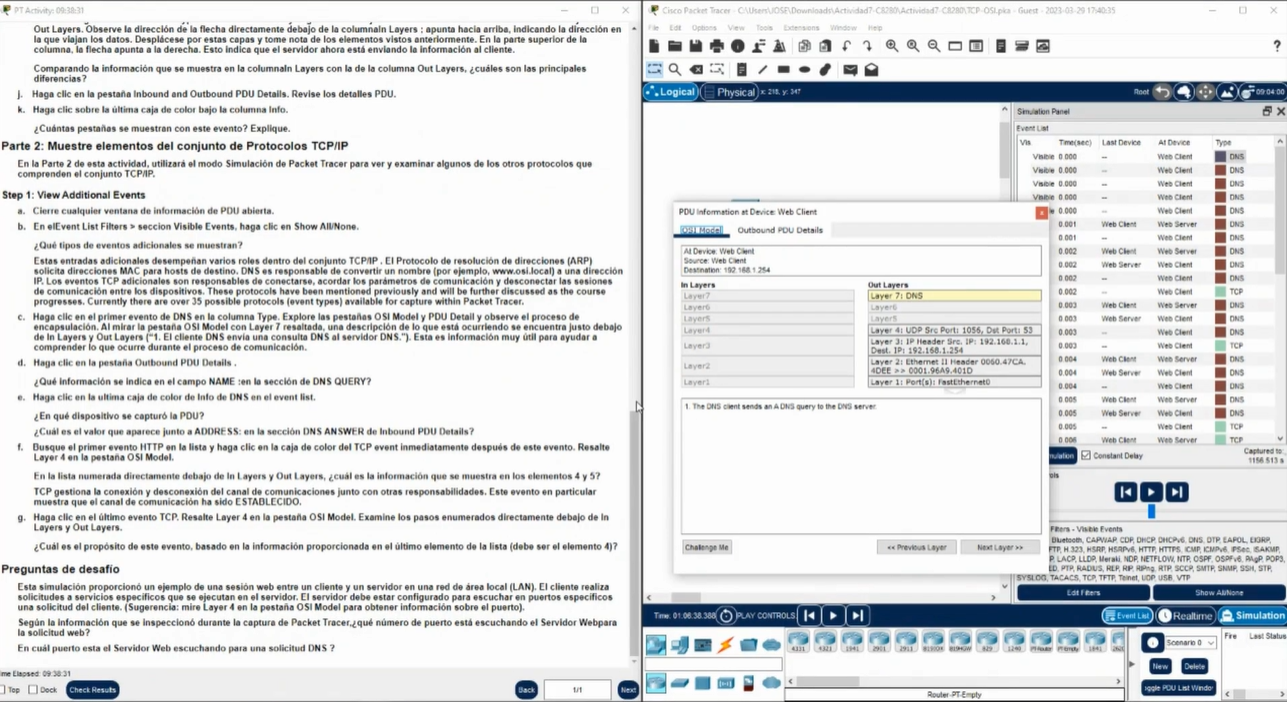 PT Activity: 09:38:31
Out Layers. Observe la dirección de la flecha directamente debajo de la columnaIn Layers ; apunta hacia arriba, indicando la dirección en
la que viajan los datos. Desplácese por estas capas y tome nota de los elementos vistos anteriormente. En la parte superior de la
columna, la flecha apunta a la derecha. Esto indica que el servidor ahora está enviando la información al cliente.
Comparando la información que se muestra en la columnaIn Layers con la de la columna Out Layers, ¿cuáles son las principales
diferencias?
j. Haga clic en la pestaña Inbound and Outbound PDU Details. Revise los detalles PDU.
k. Haga clic sobre la última caja de color bajo la columna Info.
¿Cuántas pestañas se muestran con este evento? Explique.
Parte 2: Muestre elementos del conjunto de Protocolos TCP/IP
En la Parte 2 de esta actividad, utilizará el modo Simulación de Packet Tracer para ver y examinar algunos de los otros protocolos que
comprenden el conjunto TCP/IP.
Step 1: View Additional Events
a. Cierre cualquier ventana de información de PDU abierta.
b. En elEvent List Filters > seccion Visible Events, haga clic en Show All/None.
¿Qué tipos de eventos adicionales se muestran?
Estas entradas adicionales desempeñan varios roles dentro del conjunto TCP/IP . El Protocolo de resolución de direcciones (ARP)
solicita direcciones MAC para hosts de destino. DNS es responsable de convertir un nombre (por ejemplo, www.osi.local) a una dirección
IP. Los eventos TCP adicionales son responsables de conectarse, acordar los parámetros de comunicación y desconectar las sesiones
de comunicación entre los dispositivos. These protocols have been mentioned previously and will be further discussed as the course
progresses. Currently there are over 35 possible protocols (event types) available for capture within Packet Tracer.
c. Haga clic en el primer evento de DNS en la columna Type. Explore las pestañas OSI Model y PDU Detail y observe el proceso de
encapsulación. Al mirar la pestaña OSI Model con Layer 7 resaltada, una descripción de lo que está ocurriendo se encuentra justo debajo
de In Layers y Out Layers ("1. El cliente DNS envía una consulta DNS al servidor DNS."). Esta es información muy útil para ayudar a
comprender lo que ocurre durante el proceso de comunicación.
d. Haga clic en la pestaña Outbound PDU Details .
¿Qué información se indica en el campo NAME :en la sección de DNS QUERY?
e. Haga clic en la ultima caja de color de Info de DNS en el event list.
¿En qué dispositivo se capturó la PDU?
¿Cuál es el valor que aparece junto a ADDRESS: en la sección DNS ANSWER de Inbound PDU Details?
f. Busque el primer evento HTTP en la lista y haga clic en la caja de color del TCP event inmediatamente después de este evento. Resalte
Layer 4 en la pestaña OSI Model.
En la lista numerada directamente debajo de In Layers y Out Layers, ¿cuál es la información que se muestra en los elementos 4 y 5?
TCP gestiona la conexión y desconexión del canal de comunicaciones junto con otras responsabilidades. Este evento en particular
muestra que el canal de comunicación ha sido ESTABLECIDO.
g. Haga clic en el último evento TCP. Resalte Layer 4 en la pestaña OSI Model. Examine los pasos enumerados directamente debajo de In
Layers y Out Layers.
¿Cuál es el propósito de este evento, basado en la información proporcionada en el último elemento de la lista (debe ser el elemento 4)?
Preguntas de desafío
Esta simulación proporcionó un ejemplo de una sesión web entre un cliente y un servidor en una red de área local (LAN). El cliente realiza
solicitudes a servicios específicos que se ejecutan en el servidor. El servidor debe estar configurado para escuchar en puertos específicos
una solicitud del cliente. (Sugerencia: mire Layer 4 en la pestaña OSI Model para obtener información sobre el puerto).
Según la información que se inspeccionó durante la captura de Packet Tracer,¿qué número de puerto está escuchando el Servidor Webpara
la solicitud web?
En cuál puerto esta el Servidor Web escuchando para una solicitud DNS ?
me Elapsed: 09:38:31
Top Dock Check Results Back 1/1 Next
Cisco Packet Tracer - C:\Users\JOSE\Downloads\Actividad7-C8280\Actividad7-C8280\TCP-OSI.pka - Guest - 2023-03-29 17:40:35
File Edit Options View Tools Extensions Window Help
Logical Physical x: 218, y: 347 Root 09:04:00
Simulation Panel
Event List
Vis Time(sec) Last Device At Device Type
Visible 0.000 -- Web Client DNS
Visible 0.000 -- Web Client DNS
Visible 0.000 -- Web Client DNS
Visible 0.000 -- Web Client DNS
Visible 0.000 -- Web Client DNS
0.001 Web Client Web Server DNS
0.001 -- Web Client DNS
0.002 Web Client Web Server DNS
0.002 Web Server Web Client DNS
0.002 -- Web Client TCP
0.003 Web Client Web Server DNS
0.003 Web Server Web Client DNS
0.003 -- Web Client DNS
0.003 -- Web Client TCP
0.004 Web Client Web Server DNS
0.004 Web Server Web Client DNS
0.004 -- Web Client DNS
0.005 Web Client Web Server DNS
0.005 Web Server Web Client DNS
0.005 -- Web Client TCP
0.006 Web Client Web Server TCP
PDU Information at Device: Web Client
OSI Model Outbound PDU Details
At Device: Web Client
Source: Web Client
Destination: 192.168.1.254
In Layers Out Layers
Layer7 Layer 7: DNS
Layer6 Layer6
Layer5 Layer5
Layer4 Layer 4: UDP Src Port: 1056, Dst Port: 53
Layer3 Layer 3: IP Header Src. IP: 192.168.1.1,
Dest. IP: 192.168.1.254
Layer2 Layer 2: Ethernet II Header 0060.47CA.
4DEE >> 0001.96A9.401D
Layer1 Layer 1: Port(s): FastEthernet0
1. The DNS client sends an A DNS query to the DNS server.
Challenge Me << Previous Layer Next Layer >>
mulation Constant Delay Captured to:
1156.513 s
ols
Filters - Visible Events
Bluetooth, CAPWAP, CDP, DHCP, DHCPv6, DNS, DTP, EAPOL, EIGRP,
FTP, H.323, HSRP, HSRPv6, HTTP, HTTPS, ICMP, ICMPv6, IPSec, ISAKMP,
LACP, LLDP, Meraki, NDP, NETFLOW, NTP, OSPF, OSPFv6, PAgP, POP3,
PTP, RADIUS, REP, RIP, RIPng, RTP, SCCP, SMTP, SNMP, SSH, STP,
SYSLOG, TACACS, TCP, TFTP, Telnet, UDP, USB, VTP
Edit Filters Show All/None
Time: 01:06:38.388 PLAY CONTROLS: Event List Realtime Simulation
4331 4321 1941 2901 2911 819HGW 829 1240 PT-Router PT-Empty 1841
Scenario 0 Fire Last Status
New Delete
oggle PDU List Window
Router-PT-Empty